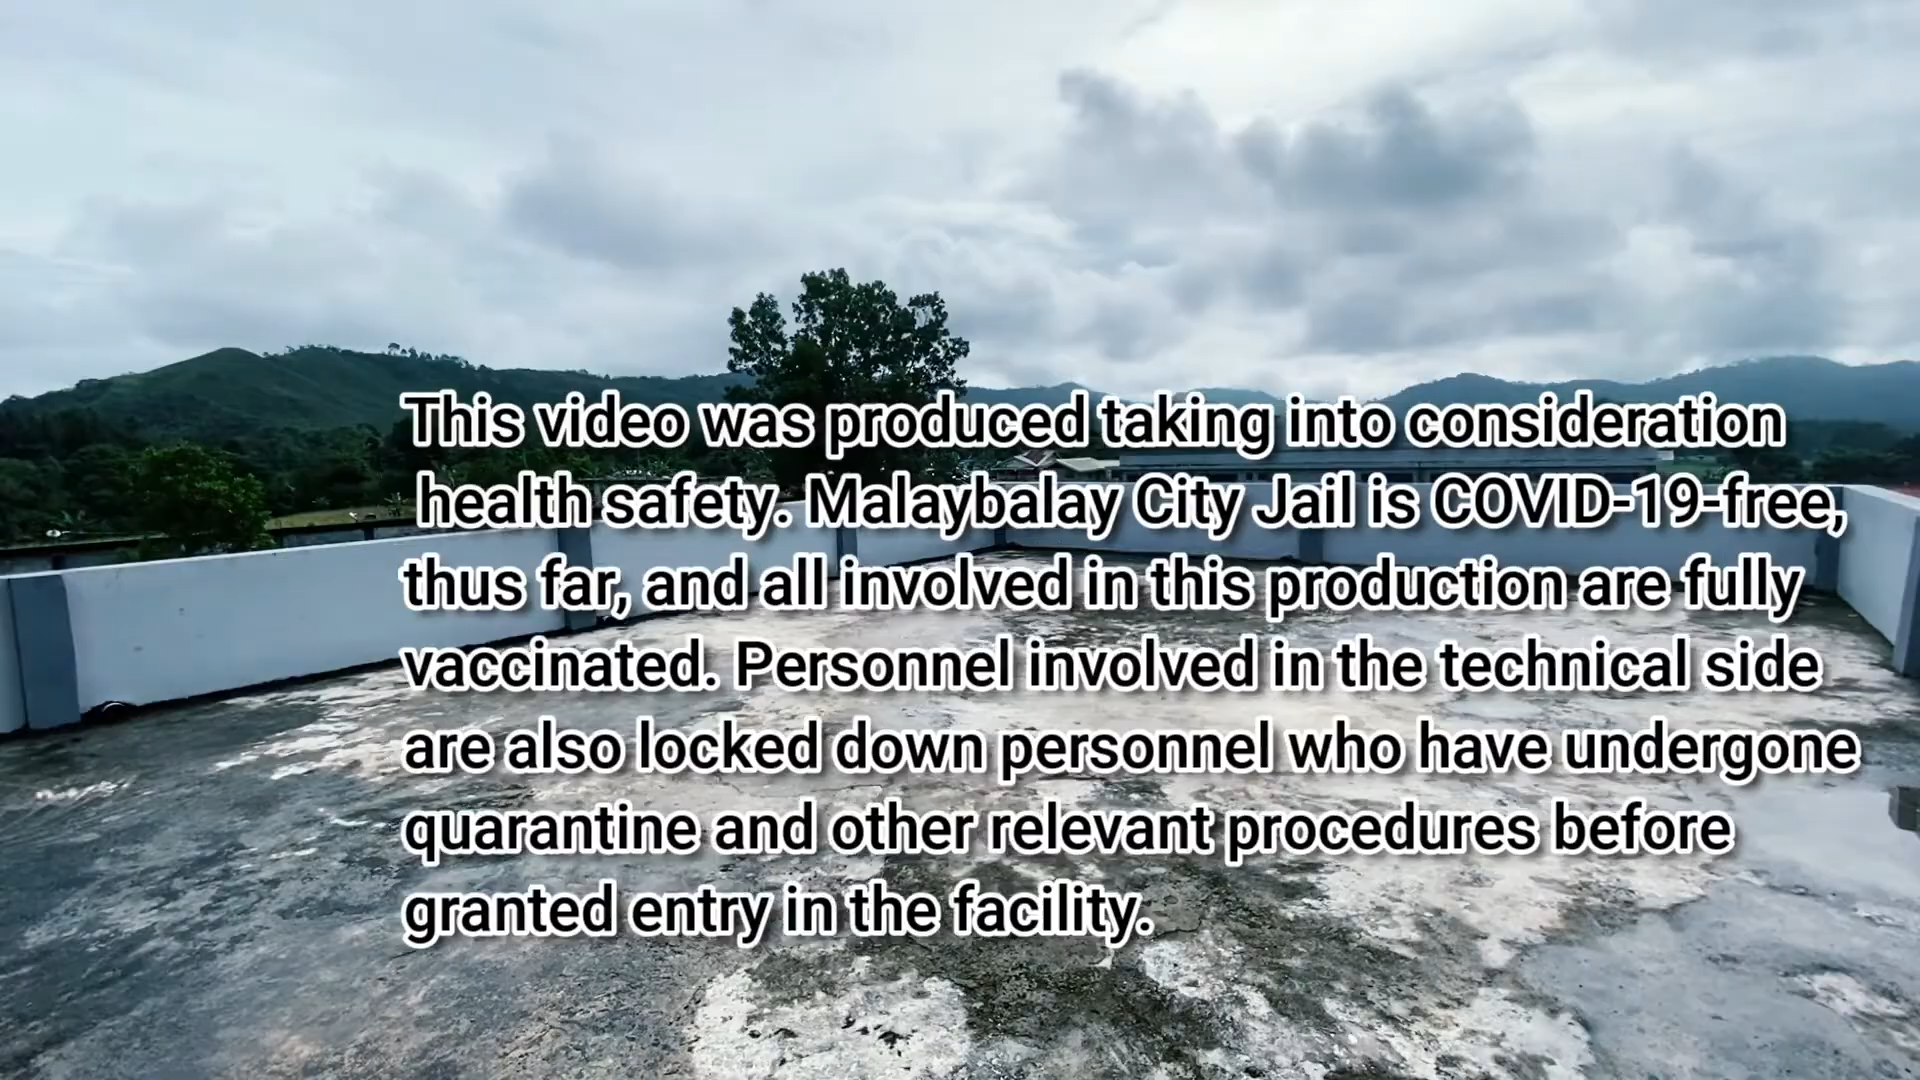 This video was produced taking into consideration
health safety. Malaybalay City Jail is COVID-19-free,
thus far, and all involved in this production are fully
vaccinated. Personnel involved in the technical side
are also locked down personnel who have undergone
quarantine and other relevant procedures before
granted entry in the facility.